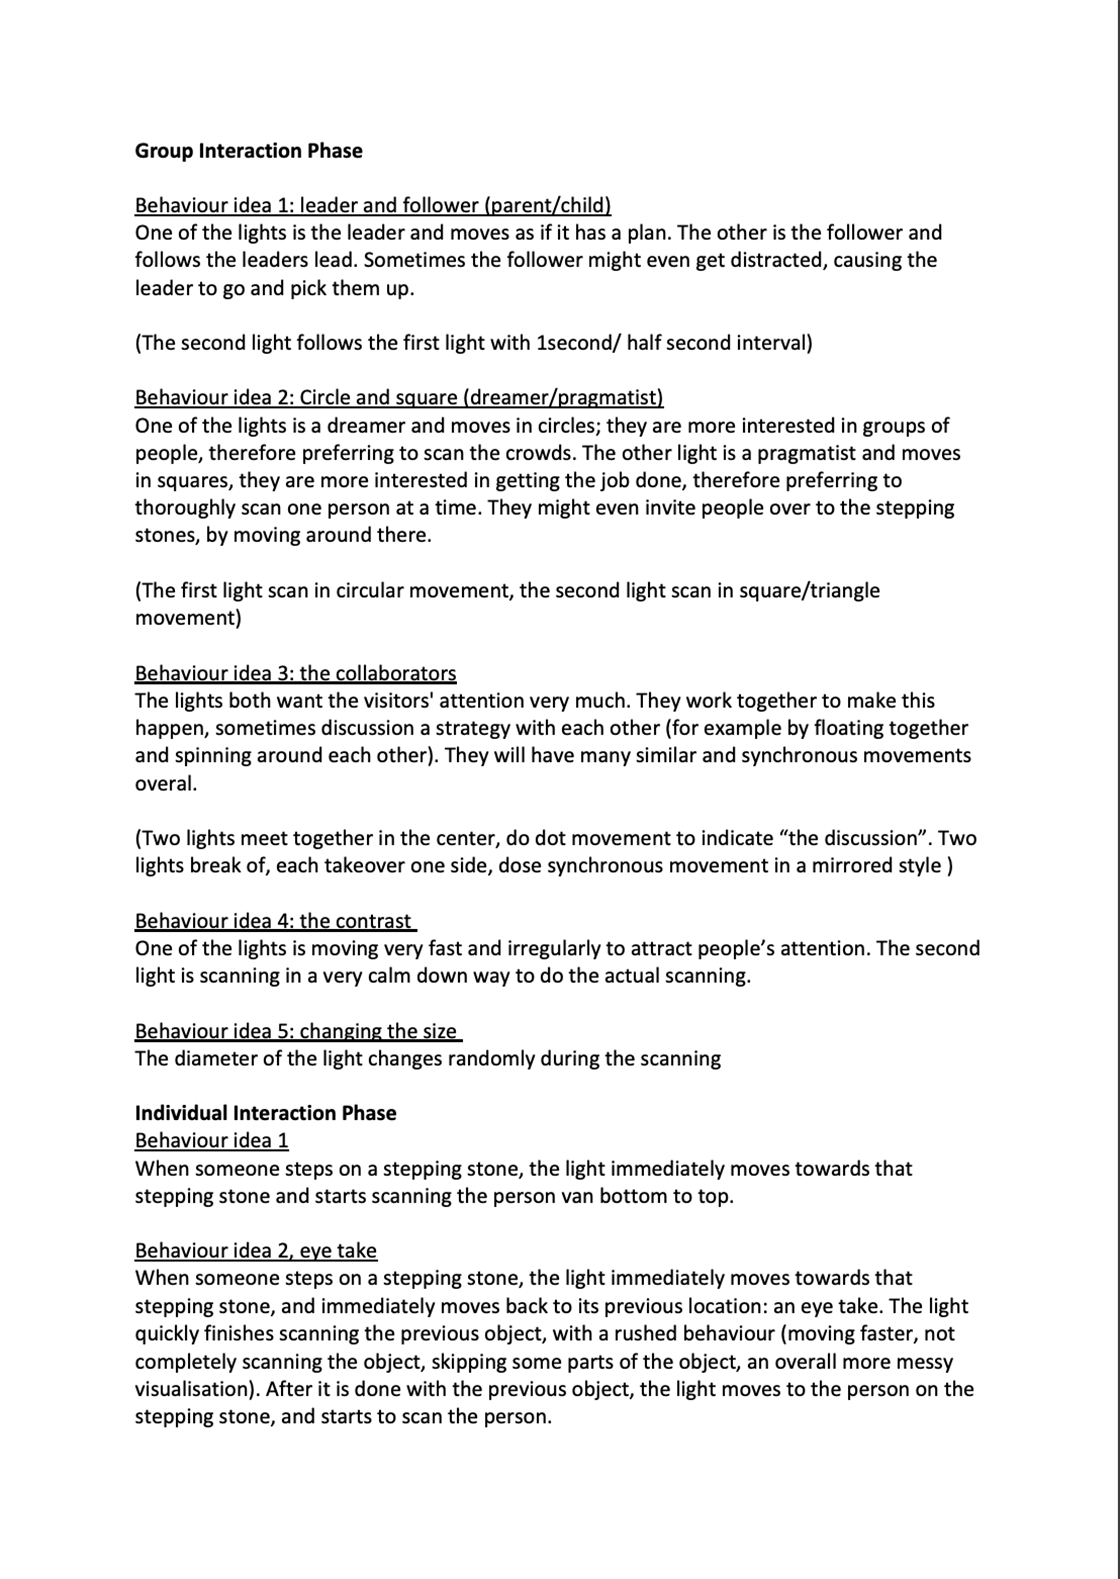 Group Interaction Phase
Behaviour idea 1: leader and follower (parent/child)
One of the lights is the leader and moves as if it has a plan. The other is the follower and
follows the leaders lead. Sometimes the follower might even get distracted, causing the
leader to go and pick them up.
(The second light follows the first light with 1second/ half second interval)
Behaviour idea 2: Circle and square (dreamer/pragmatist)
One of the lights is a dreamer and moves in circles; they are more interested in groups of
people, therefore preferring to scan the crowds. The other light is a pragmatist and moves
in squares, they are more interested in getting the job done, therefore preferring to
thoroughly scan one person at a time. They might even invite people over to the stepping
stones, by moving around there.
(The first light scan in circular movement, the second light scan in square/triangle
movement)
Behaviour idea 3: the collaborators
The lights both want the visitors' attention very much. They work together to make this
happen, sometimes discussion a strategy with each other (for example by floating together
and spinning around each other). They will have many similar and synchronous movements
overal.
(Two lights meet together in the center, do dot movement to indicate “the discussion”. Two
lights break of, each takeover one side, dose synchronous movement in a mirrored style )
Behaviour idea 4: the contrast
One of the lights is moving very fast and irregularly to attract people’s attention. The second
light is scanning in a very calm down way to do the actual scanning.
Behaviour idea 5: changing the size
The diameter of the light changes randomly during the scanning
Individual Interaction Phase
Behaviour idea 1
When someone steps on a stepping stone, the light immediately moves towards that
stepping stone and starts scanning the person van bottom to top.
Behaviour idea 2, eye take
When someone steps on a stepping stone, the light immediately moves towards that
stepping stone, and immediately moves back to its previous location: an eye take. The light
quickly finishes scanning the previous object, with a rushed behaviour (moving faster, not
completely scanning the object, skipping some parts of the object, an overall more messy
visualisation). After it is done with the previous object, the light moves to the person on the
stepping stone, and starts to scan the person.